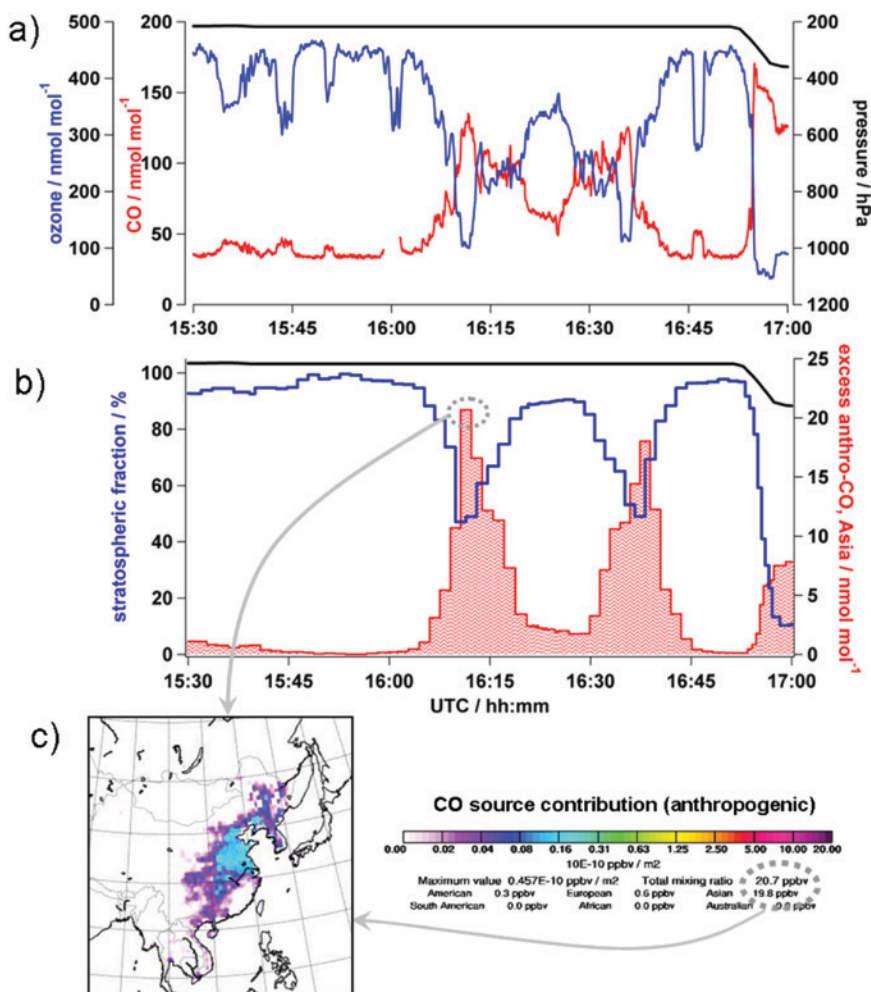 a)
500
400
300
200
100
0
ozone / nmol mol-1
200
150
100
50
0
CO / nmol mol-1
200
400
600
800
1000
1200
pressure / hPa
15:30 15:45 16:00 16:15 16:30 16:45 17:00
b)
100
80
60
40
20
0
stratospheric fraction / %
25
20
15
10
5
0
excess anthro-CO, Asia / nmol mol-1
15:30 15:45 16:00 16:15 16:30 16:45 17:00
UTC / hh:mm
c)
CO source contribution (anthropogenic)
0.00 0.02 0.04 0.08 0.16 0.31 0.63 1.25 2.50 5.00 10.00 20.00
10E-10 ppbv / m2
Maximum value 0.457E-10 ppbv / m2 Total mixing ratio 20.7 ppbv
American 0.3 ppbv European 0.6 ppbv Asian 19.8 ppbv
South American 0.0 ppbv African 0.0 ppbv Australian 0.0 ppbv